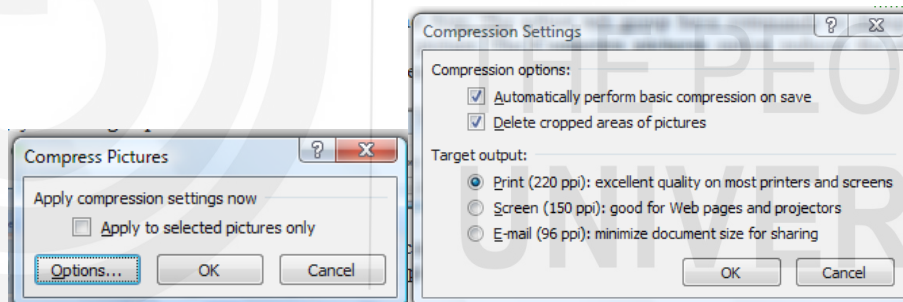 Compress Pictures
Apply compression settings now
Apply to selected pictures only
Options...
OK
Cancel
Compression Settings
Compression options:
Automatically perform basic compression on save
Delete cropped areas of pictures
Target output:
Print (220 ppi): excellent quality on most printers and screens
Screen (150 ppi): good for Web pages and projectors
E-mail (96 ppi): minimize document size for sharing
OK
Cancel
THE PEO
UNIVER